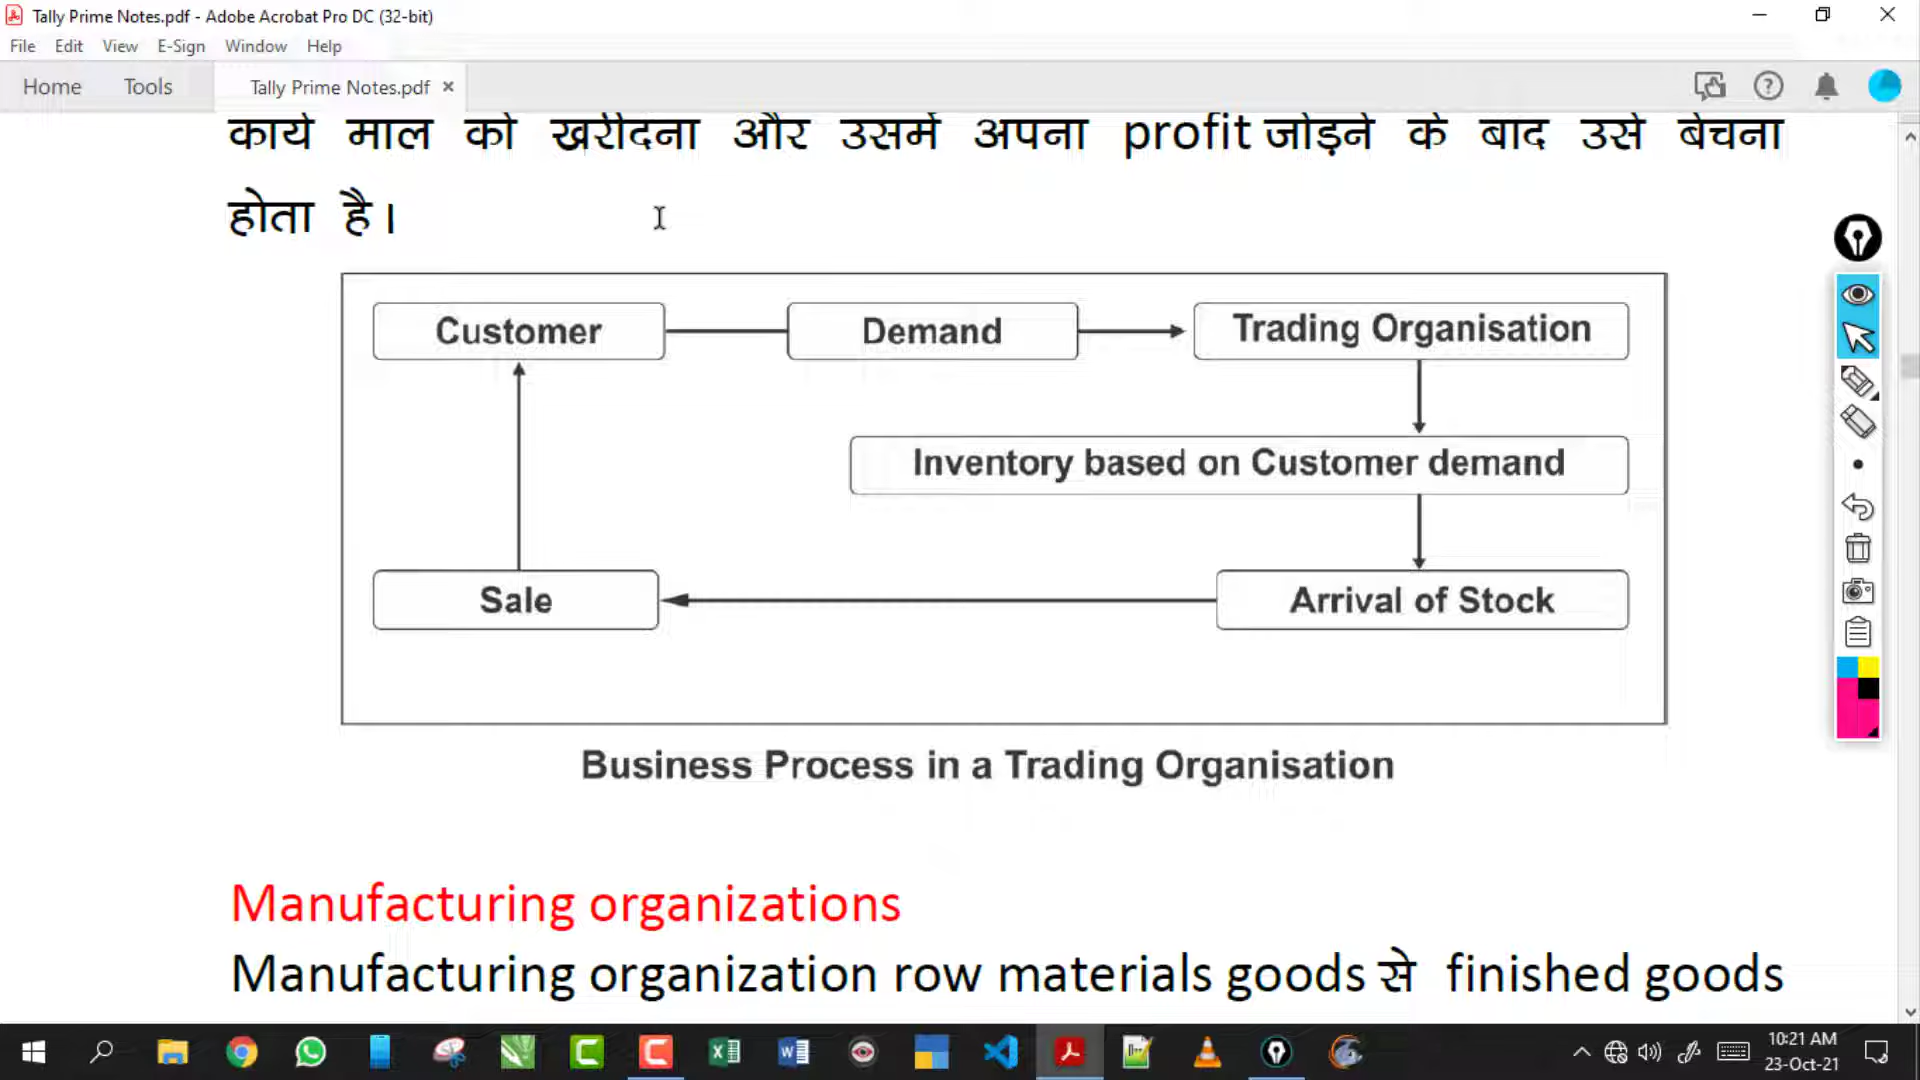 Tally Prime Notes.pdf - Adobe Acrobat Pro DC (32-bit)
File Edit View E-Sign Window Help
Home Tools Tally Prime Notes.pdf
कार्य माल को खरीदना और उसमें अपना profit जोड़ने के बाद उसे बेचना
होता है।
Customer Demand Trading Organisation
Inventory based on Customer demand
Sale Arrival of Stock
Business Process in a Trading Organisation
Manufacturing organizations
Manufacturing organization row materials goods से finished goods
10:21 AM
23-Oct-21